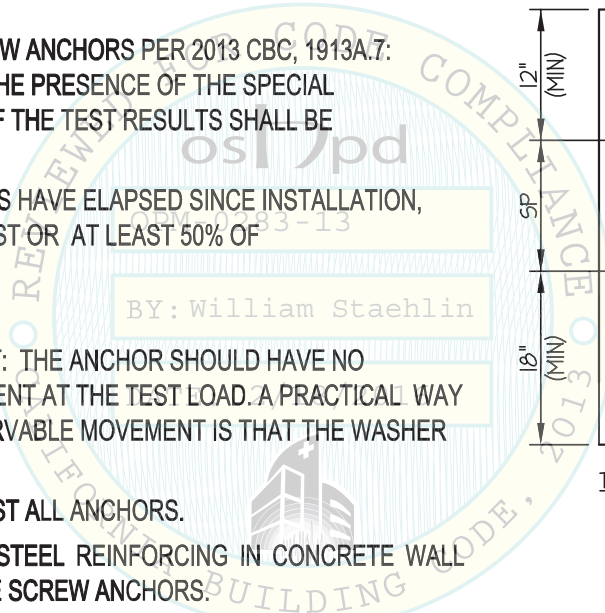 W ANCHORS PER 2013 CBC, 1913A.7:
HE PRESENCE OF THE SPECIAL
F THE TEST RESULTS SHALL BE
S HAVE ELAPSED SINCE INSTALLATION,
ST OR AT LEAST 50% OF
T: THE ANCHOR SHOULD HAVE NO
ENT AT THE TEST LOAD. A PRACTICAL WAY
RVABLE MOVEMENT IS THAT THE WASHER
ST ALL ANCHORS.
STEEL REINFORCING IN CONCRETE WALL
E SCREW ANCHORS.
REVIEWED FOR CODE COMPLIANCE
oshpd
OPM-0283-13
BY: William Staehlin
CALIFORNIA BUILDING CODE, 2013
12"
(MIN)
SP
18"
(MIN)